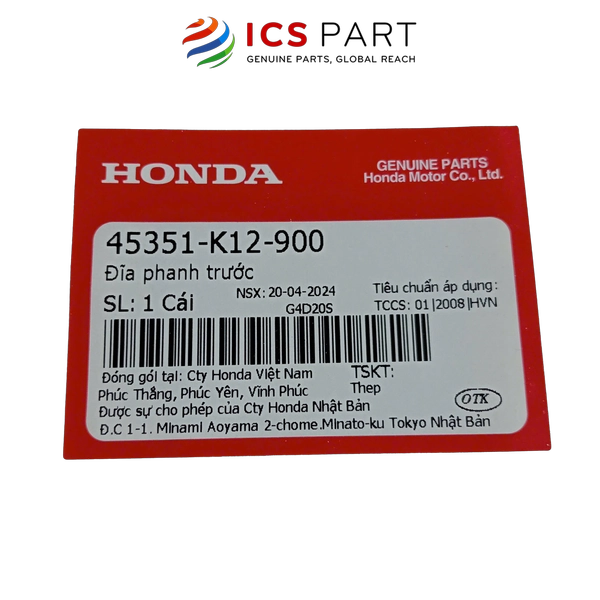 ICS PART
GENUINE PARTS, GLOBAL REACH
HONDA
GENUINE PARTS
Honda Motor Co., Ltd.
45351-K12-900
Đĩa phanh trước
SL: 1 Cái
NSX: 20-04-2024
G4D20S
Tiêu chuẩn áp dụng:
TCCS: 01|2008|HVN
Đóng gói tại: Cty Honda Việt Nam
TSKT:
Phúc Thắng, Phúc Yên, Vĩnh Phúc
Thep
Được sự cho phép của Cty Honda Nhật Bản
OTK
Đ.C 1-1. Minami Aoyama 2-chome.Minato-ku Tokyo Nhật Bản